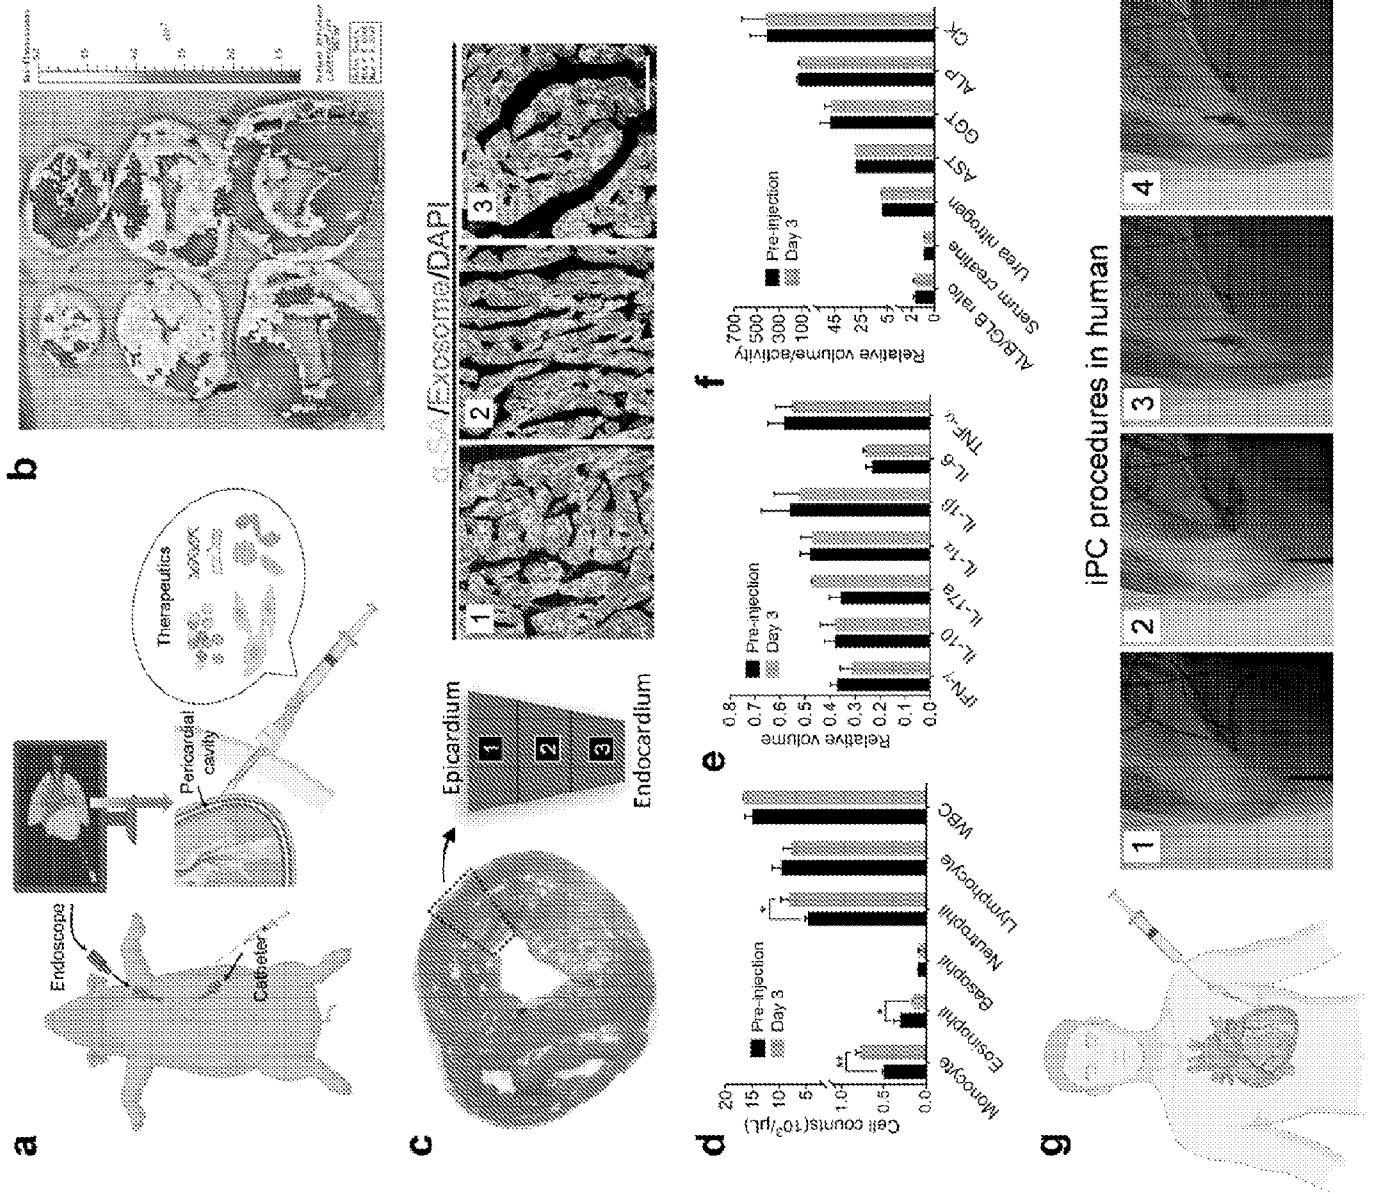 a
Endoscope
Catheter
Pericardial
cavity
Therapeutics
b
c
Epicardium
1
2
3
Endocardium
α-SA/Exosome/DAPI
1
2
3
d
Cell counts(10³/μL)
20
15
10
5
1.0
0.5
0.0
Pre-injection
Day 3
**
*
*
Monocyte
Eosinophil
Basophil
Neutrophil
Llymphocyte
WBC
e
Relative volume
0.8
0.7
0.6
0.5
0.4
0.3
0.2
0.1
0.0
Pre-injection
Day 3
IFN-γ
IL-10
IL-17a
IL-1α
IL-1β
IL-6
TNF-α
f
Relative volume/activity
700
500
300
100
45
25
5
2
0
Pre-injection
Day 3
ALB/GLB ratio
Serum creatine
Urea nitrogen
AST
GGT
ALP
CK
g
iPC procedures in human
1
2
3
4